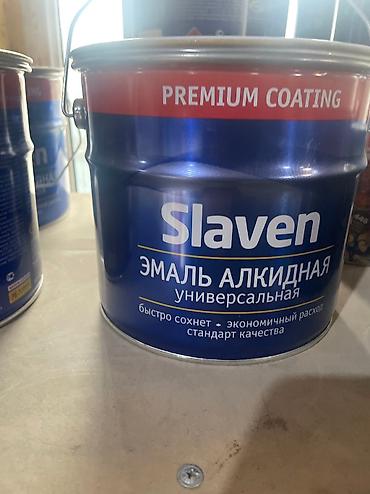 PREMIUM COATING
Slaven
ЭМАЛЬ АЛКИДНАЯ
универсальная
быстро сохнет • экономичный расход
стандарт качества